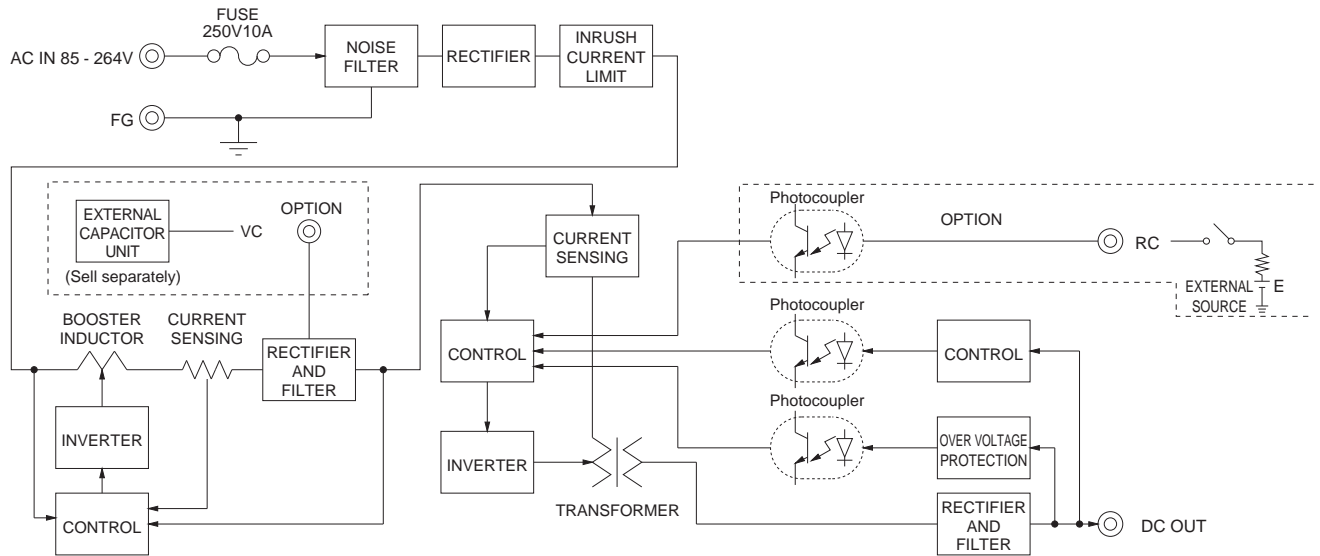 FUSE
250V10A
AC IN 85 - 264V
NOISE
FILTER
RECTIFIER
INRUSH
CURRENT
LIMIT
FG
EXTERNAL
CAPACITOR
UNIT
(Sell separately)
VC
OPTION
CURRENT
SENSING
Photocoupler
OPTION
RC
EXTERNAL
SOURCE
E
BOOSTER
INDUCTOR
CURRENT
SENSING
RECTIFIER
AND
FILTER
CONTROL
Photocoupler
CONTROL
INVERTER
INVERTER
TRANSFORMER
Photocoupler
OVER VOLTAGE
PROTECTION
CONTROL
RECTIFIER
AND
FILTER
DC OUT